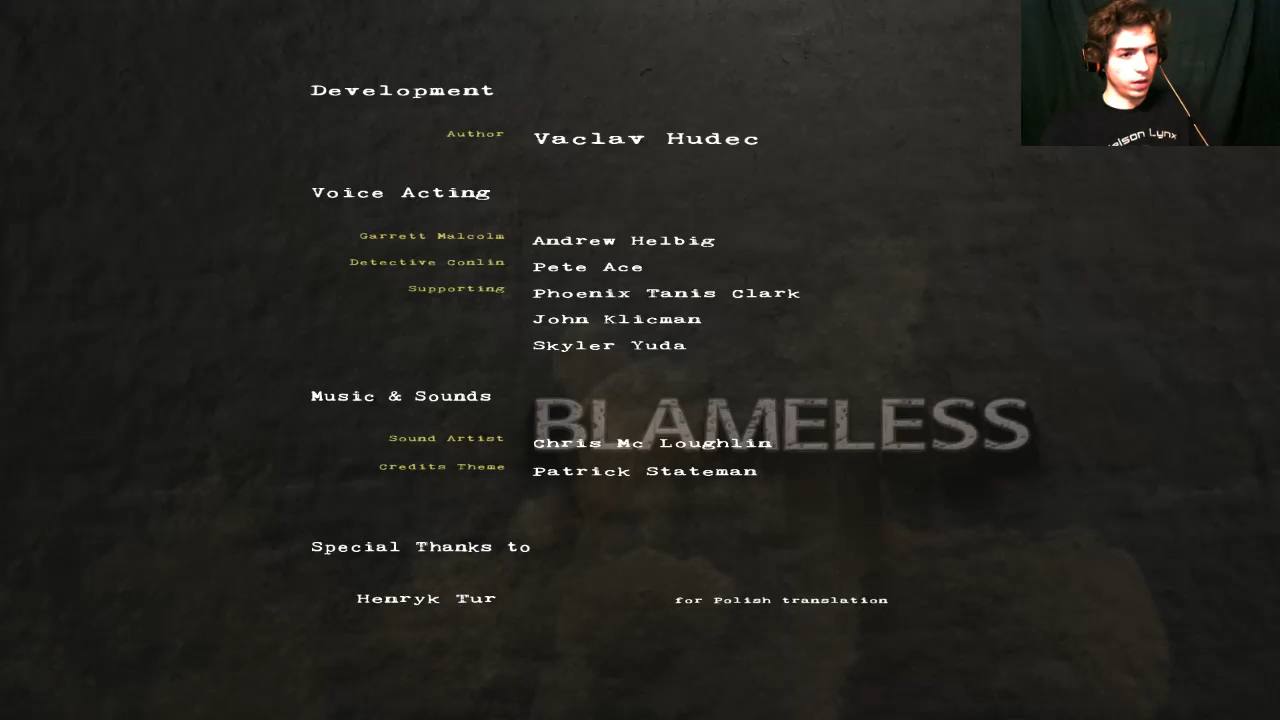 Development
Author Vaclav Hudec
Voice Acting
Garrett Malcolm Andrew Helbig
Detective Conlin Pete Ace
Supporting Phoenix Tanis Clark
John Klicman
Skyler Yuda
Music & Sounds
BLAMELESS
Sound Artist Chris Mc Loughlin
Credits Theme Patrick Stateman
Special Thanks to
Henryk Tur for Polish translation
elson Lynx